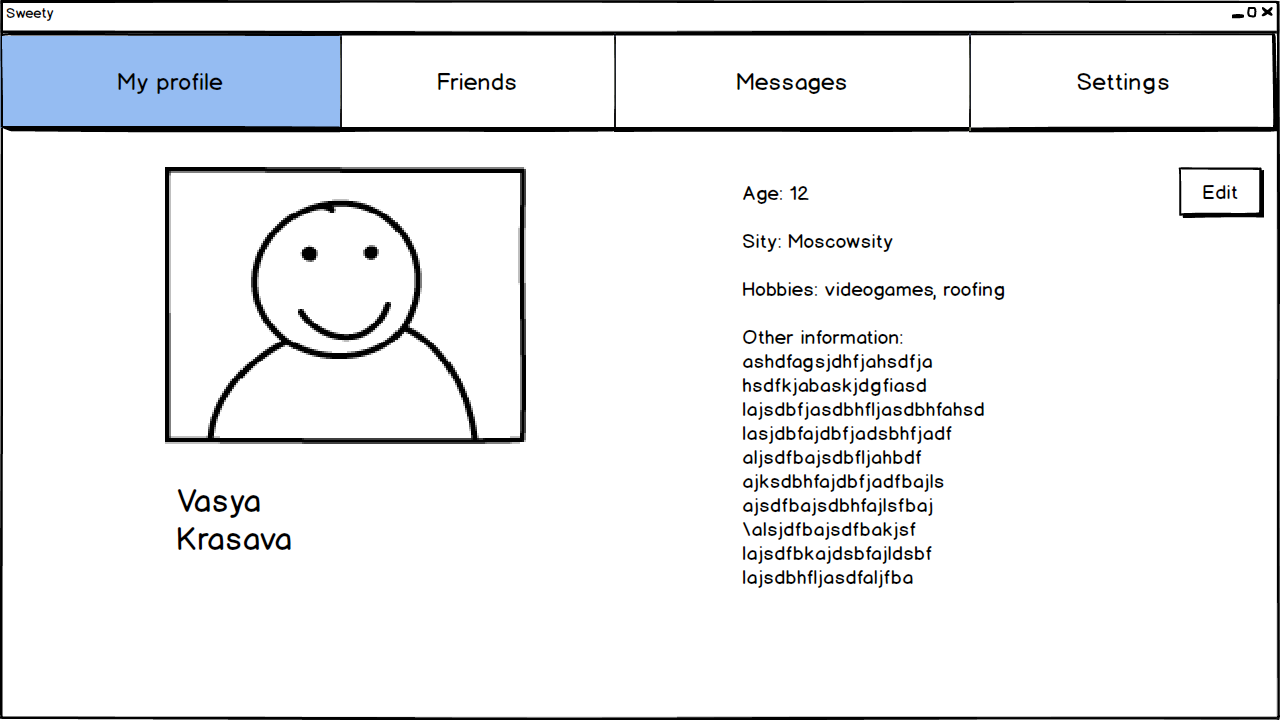 Sweety
My profile
Friends
Messages
Settings
Edit
Age: 12
Sity: Moscowsity
Hobbies: videogames, roofing
Other information:
ashdfagsjdhfjahsdfja
hsdfkjabaskjdgfiasd
lajsdbfjasdbhfljasdbhfahsd
lasjdbfajdbfjadsbhfjadf
aljsdfbajsdbfljahbdf
ajksdbhfajdbfjadfbajls
ajsdfbajsdbhfajlsfbaj
\alsjdfbajsdfbakjsf
lajsdfbkajdsbfajldsbf
lajsdbhfljasdfaljfba
Vasya
Krasava